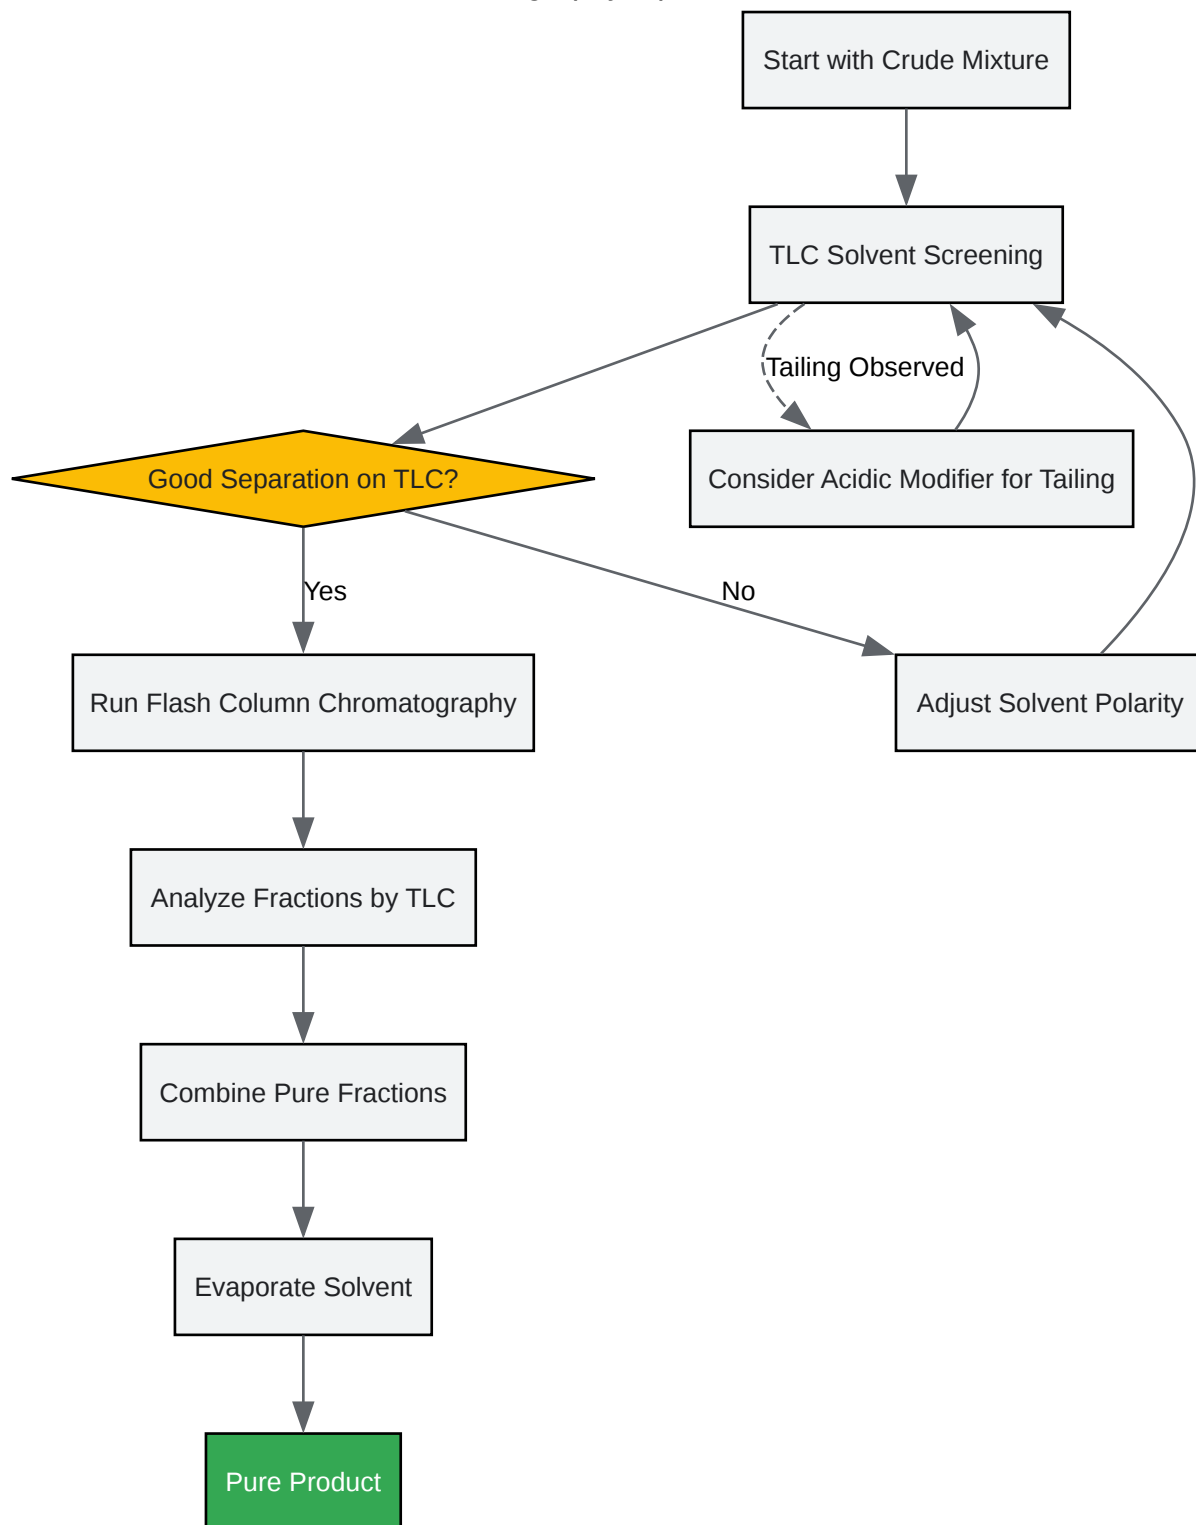 Start with Crude Mixture
TLC Solvent Screening
Tailing Observed
Good Separation on TLC?
Consider Acidic Modifier for Tailing
Yes
No
Run Flash Column Chromatography
Adjust Solvent Polarity
Analyze Fractions by TLC
Combine Pure Fractions
Evaporate Solvent
Pure Product